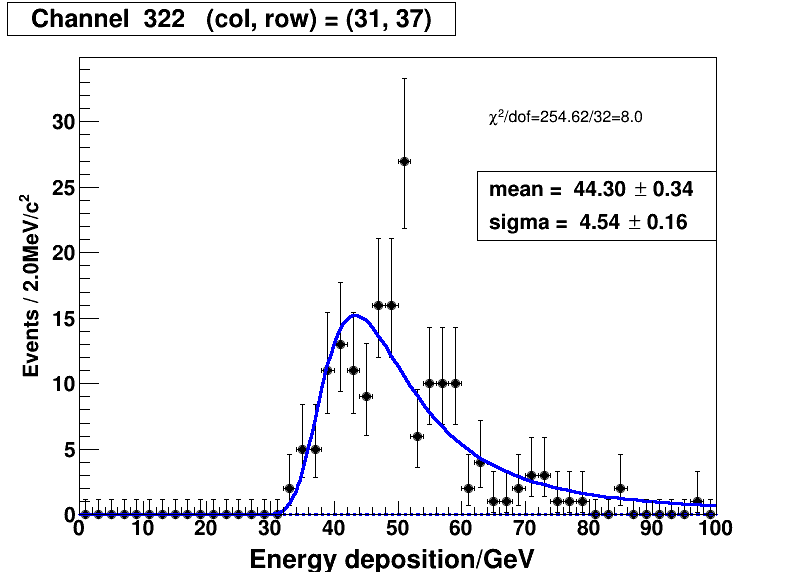 Channel 322 (col, row) = (31, 37)
χ²/dof=254.62/32=8.0
mean = 44.30 ± 0.34
sigma = 4.54 ± 0.16
Events / 2.0MeV/c²
30
25
20
15
10
5
0
0 10 20 30 40 50 60 70 80 90 100
Energy deposition/GeV